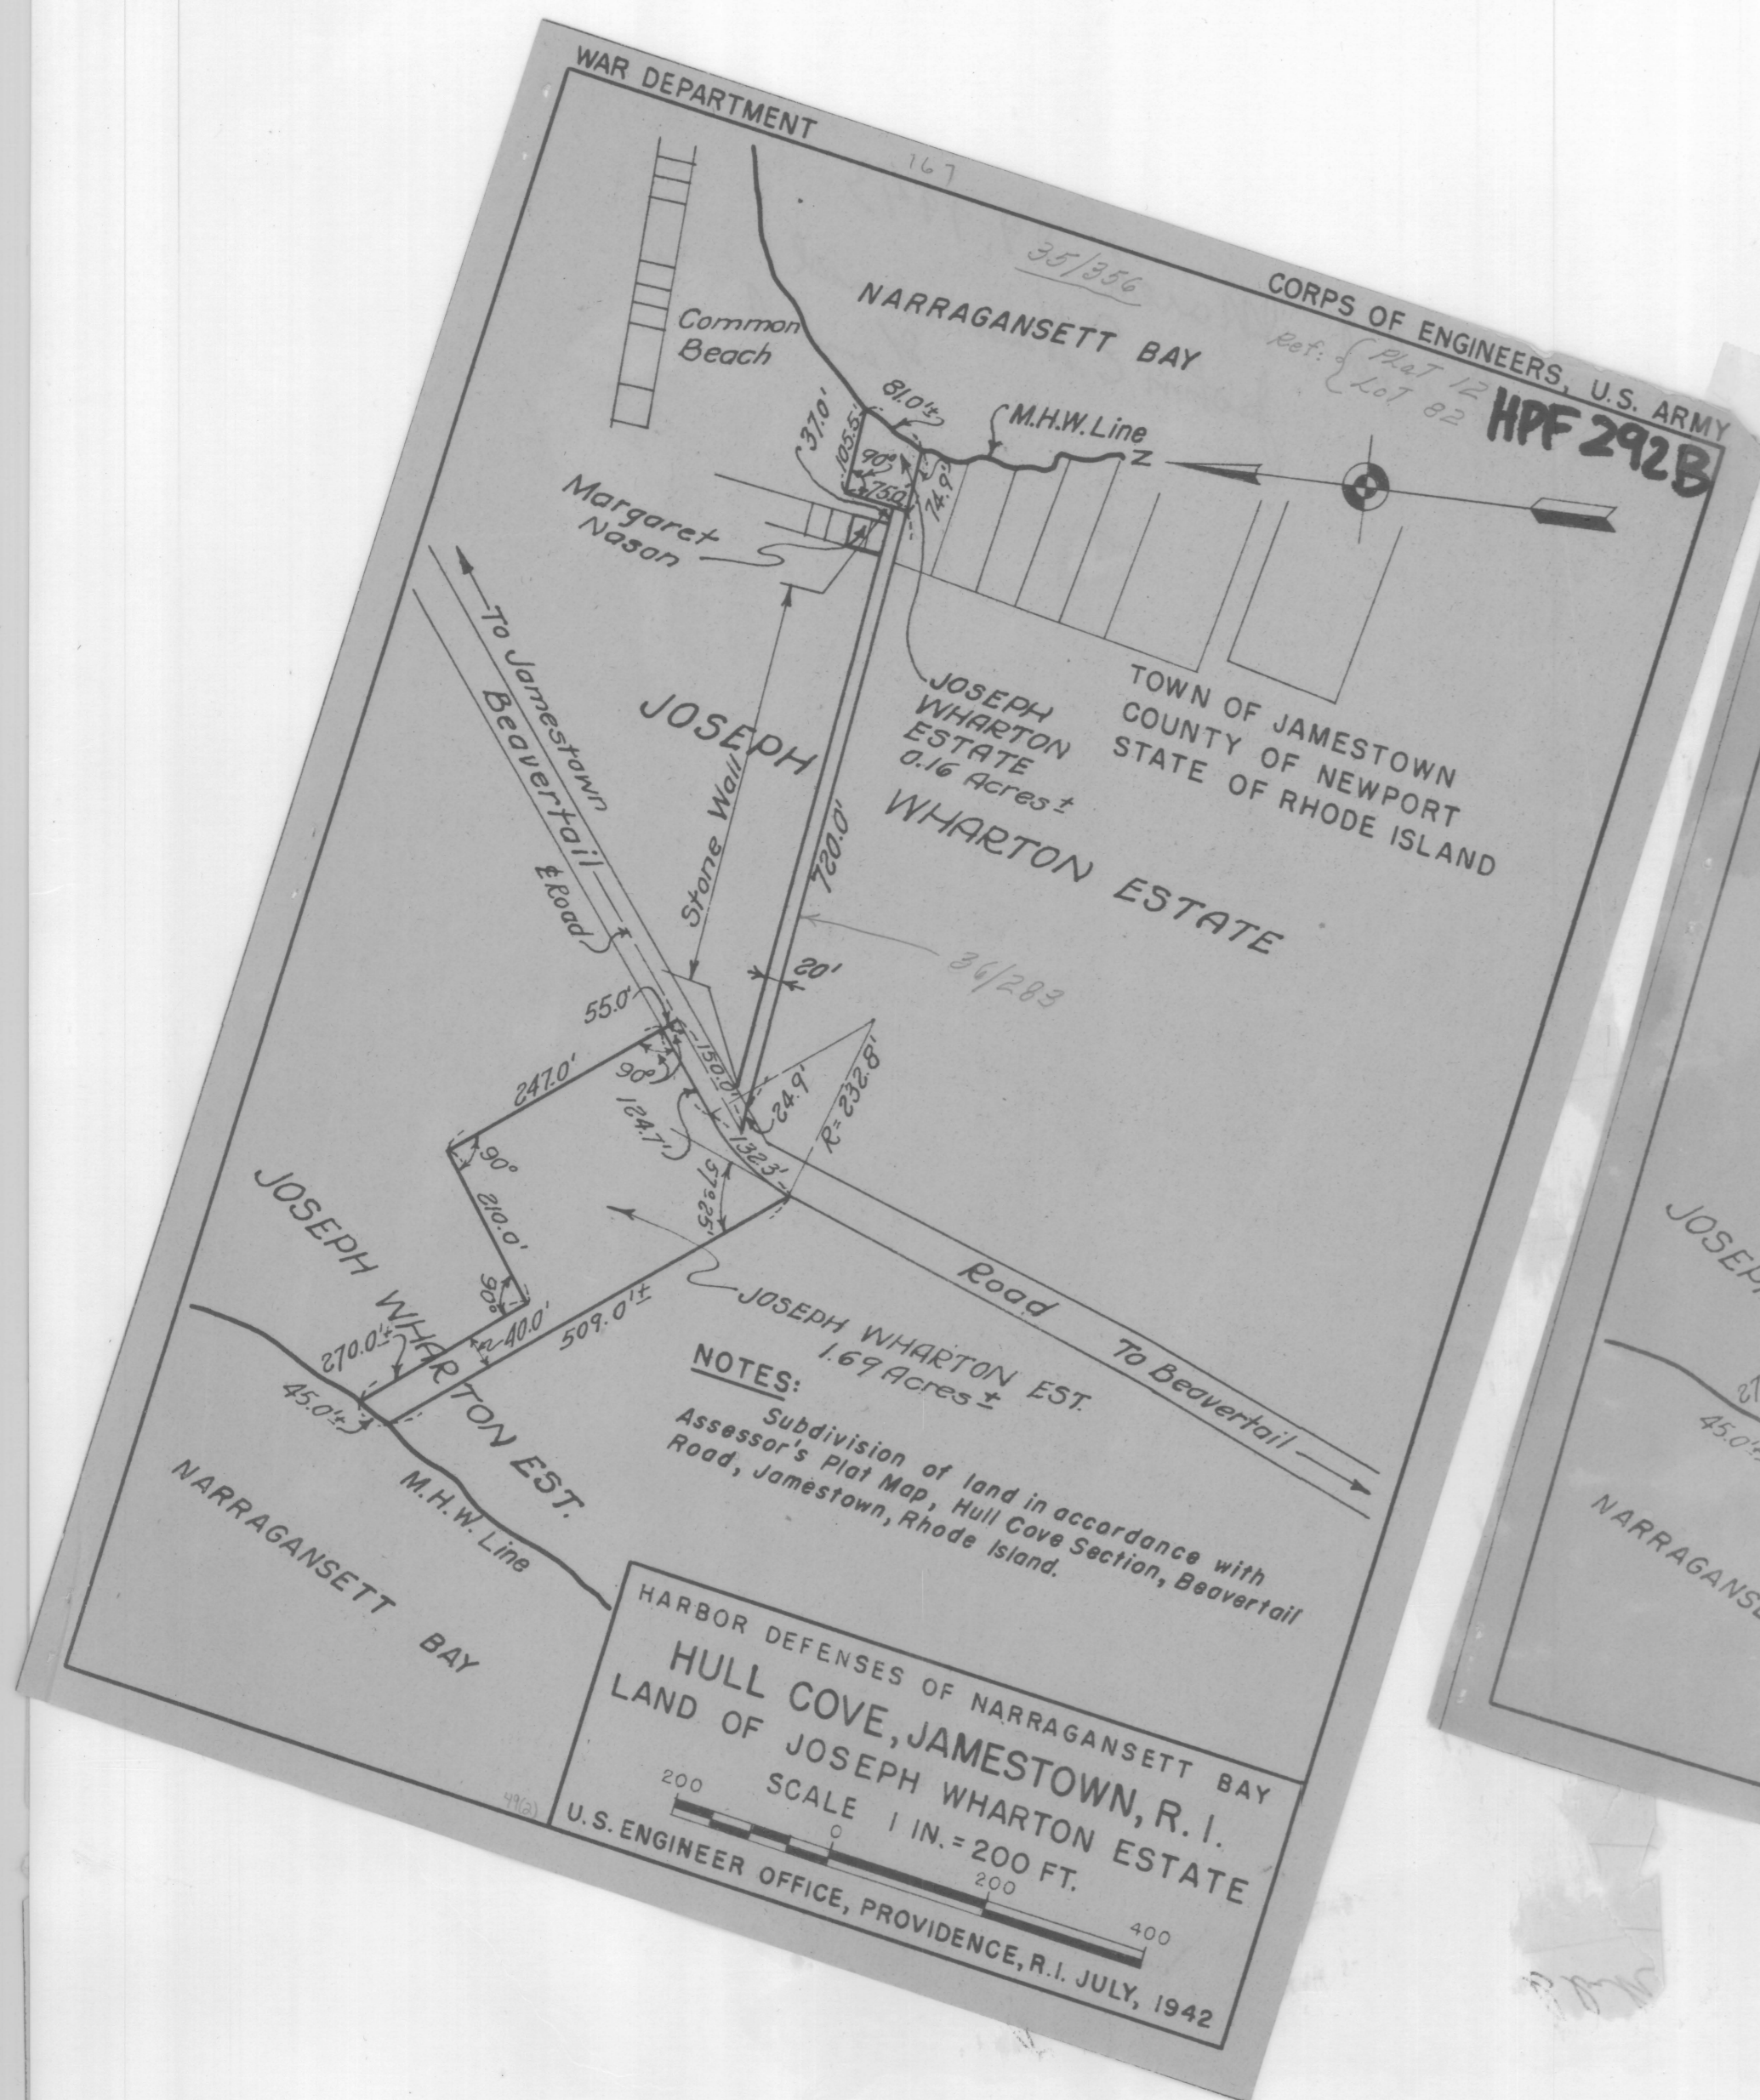 WAR DEPARTMENT
CORPS OF ENGINEERS, U.S. ARMY
167
35/356
Ref: { Plat 12
Lot 82
HPF 292B
NARRAGANSETT BAY
Common
Beach
37.0'
105.5'
81.0'±
90°
75.0'
74.9'
M.H.W. Line
N
Margaret
Nason
To Jamestown
Beavertail
℄ Road
JOSEPH
Stone Wall
720.0'
20'
JOSEPH
WHARTON
ESTATE
0.16 Acres±
TOWN OF JAMESTOWN
COUNTY OF NEWPORT
STATE OF RHODE ISLAND
WHARTON ESTATE
36/283
55.0'
150.0'
90°
124.7'
24.9'
R=232.8'
132.3'
57°25'
247.0'
90°
210.0'
90°
40.0'
509.0'±
270.0'±
45.0'±
JOSEPH WHARTON EST.
JOSEPH WHARTON EST.
1.69 Acres±
Road
To Beavertail
M.H.W. Line
NARRAGANSETT BAY
NOTES:
Subdivision of land in accordance with
Assessor's Plat Map, Hull Cove Section, Beavertail
Road, Jamestown, Rhode Island.
HARBOR DEFENSES OF NARRAGANSETT BAY
HULL COVE, JAMESTOWN, R. I.
LAND OF JOSEPH WHARTON ESTATE
SCALE 1 IN. = 200 FT.
200 0 200 400
U.S. ENGINEER OFFICE, PROVIDENCE, R.I. JULY, 1942
49(2)
JOSEP
45.0'±
NARRAGANS